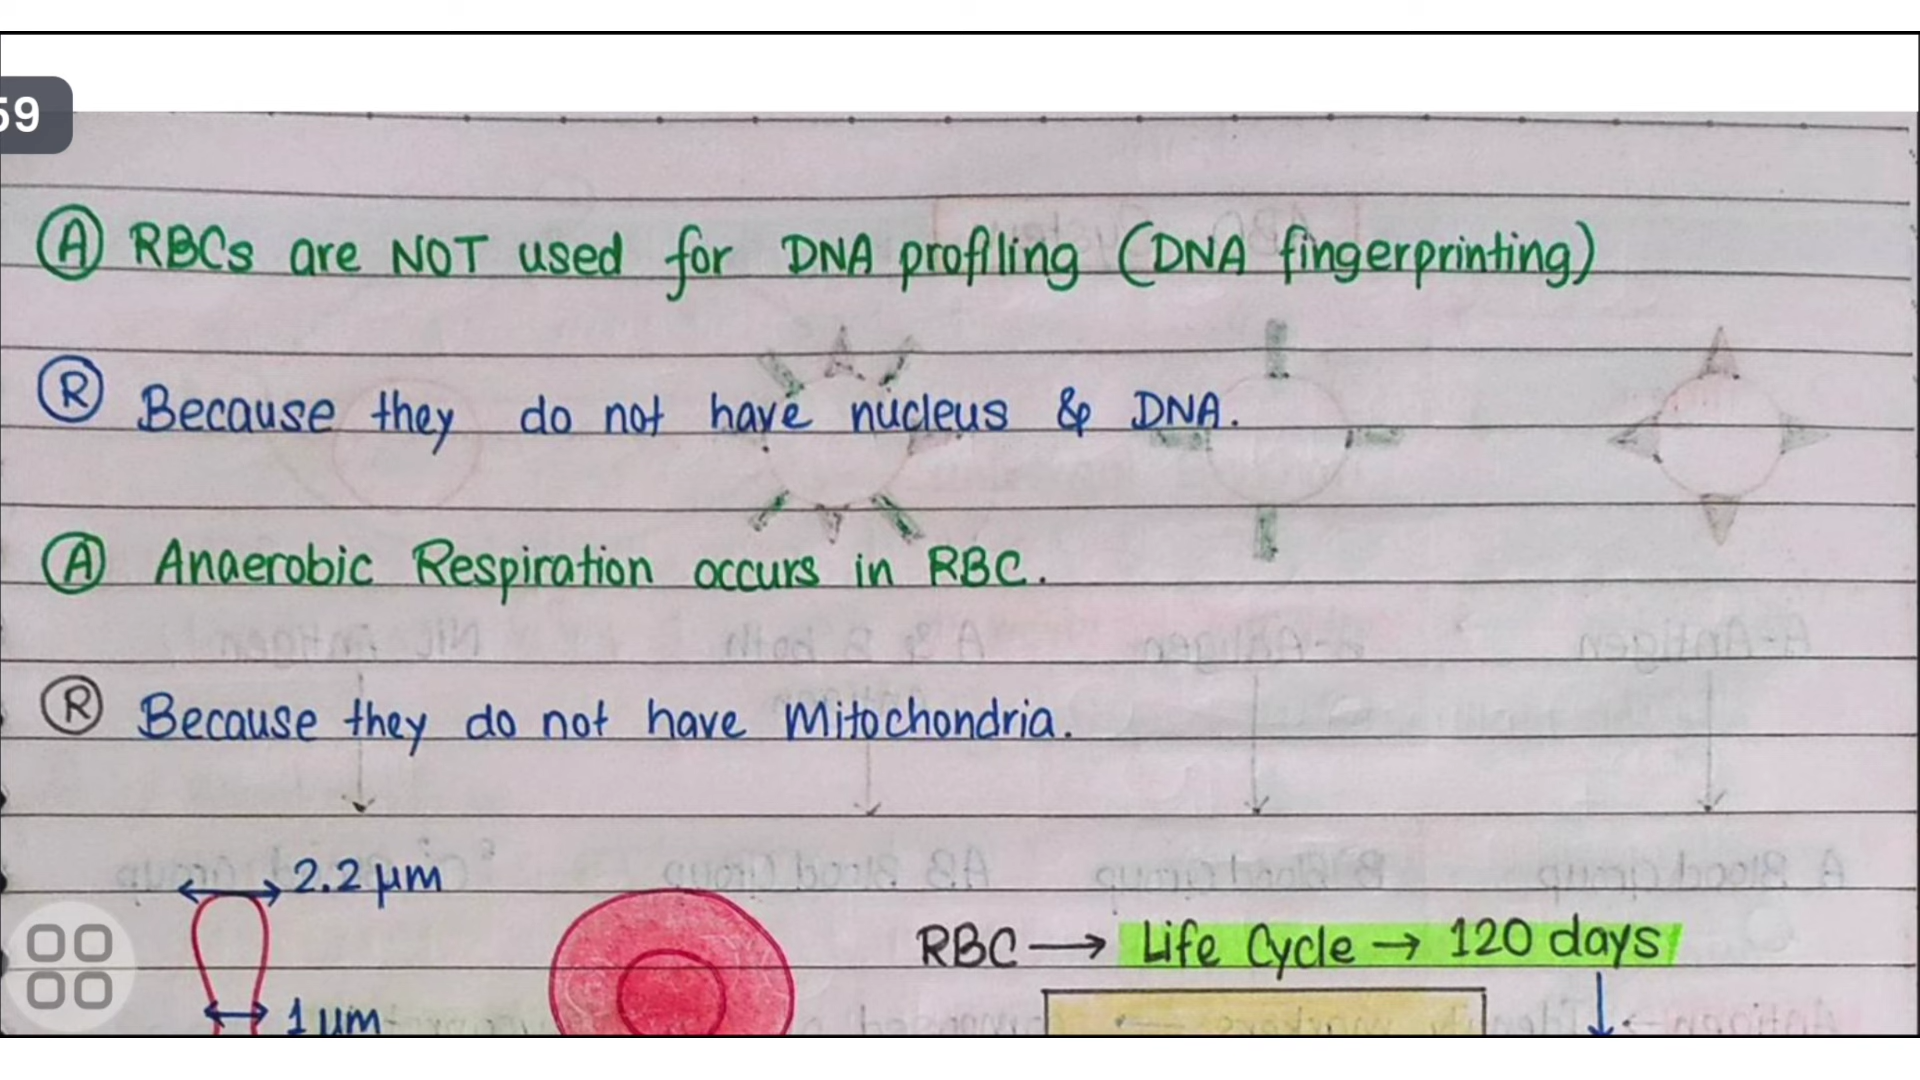 59
Ⓐ RBCs are NOT used for DNA profiling (DNA fingerprinting)
Ⓡ Because they do not have nucleus & DNA.
Ⓐ Anaerobic Respiration occurs in RBC.
Ⓡ Because they do not have Mitochondria.
2.2 μm
RBC → Life Cycle → 120 days
1 μm